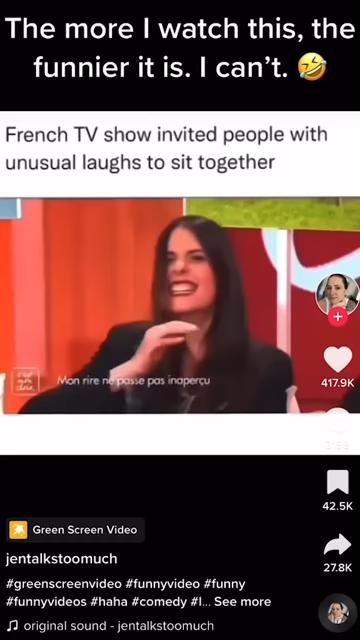 The more I watch this, the
funnier it is. I can't. 🤣
French TV show invited people with
unusual laughs to sit together
Mon rire ne passe pas inaperçu
417.9K
42.5K
27.8K
Green Screen Video
jentalkstoomuch
#greenscreenvideo #funnyvideo #funny
#funnyvideos #haha #comedy #l... See more
original sound - jentalkstoomuch